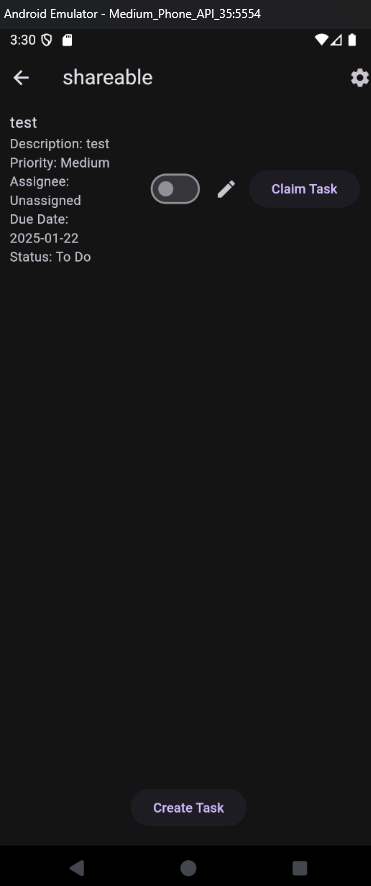 Android Emulator - Medium_Phone_API_35:5554
3:30
shareable
test
Description: test
Priority: Medium
Assignee:
Unassigned
Due Date:
2025-01-22
Status: To Do
Claim Task
Create Task